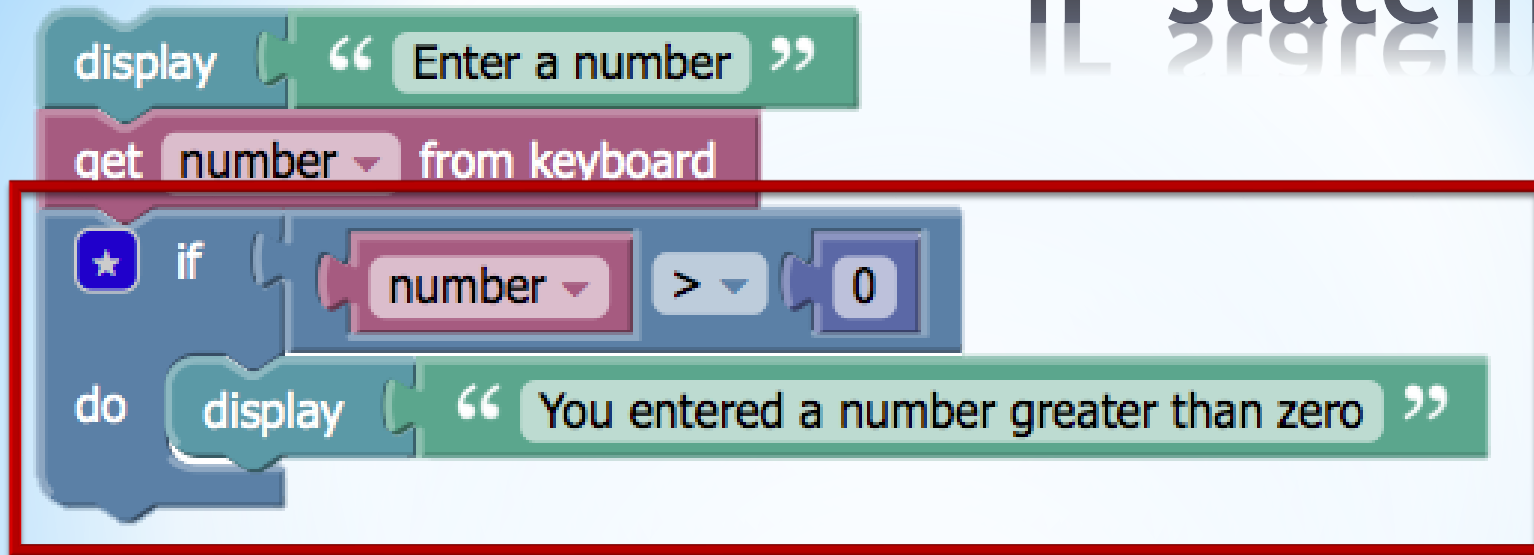 display “ Enter a number ”
get number from keyboard
if number > 0
do display “ You entered a number greater than zero ”